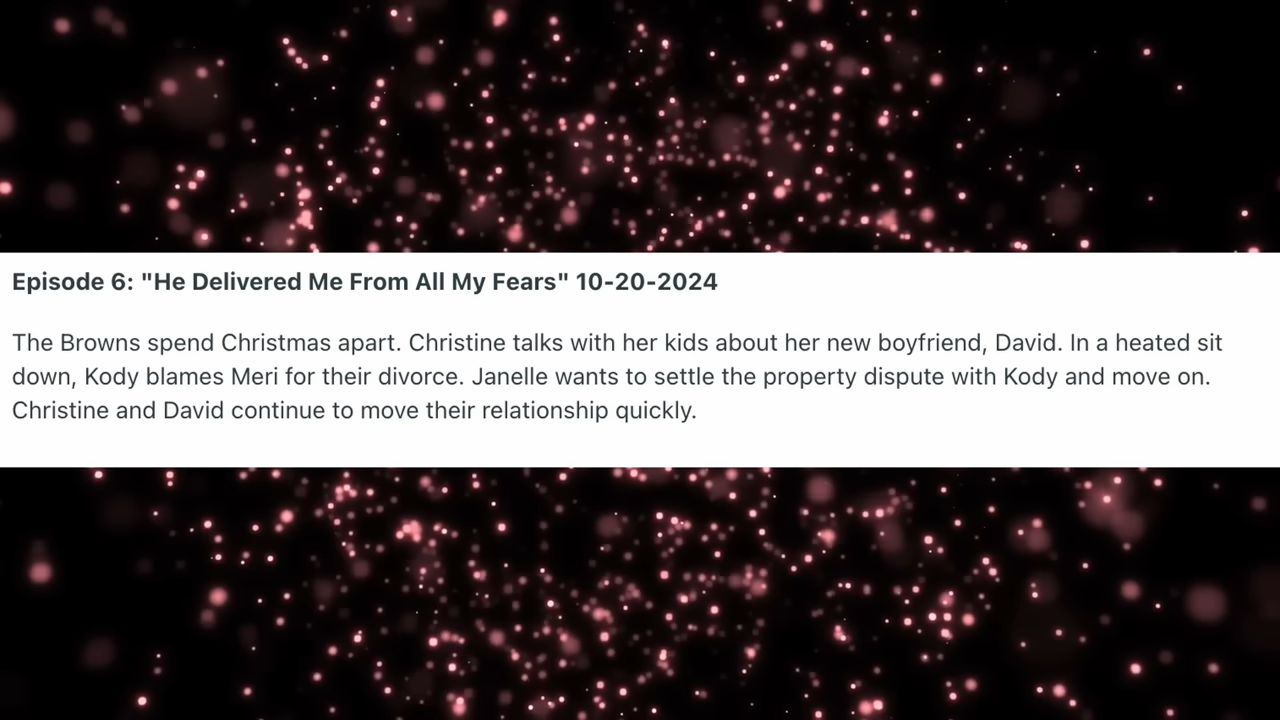 Episode 6: "He Delivered Me From All My Fears" 10-20-2024
The Browns spend Christmas apart. Christine talks with her kids about her new boyfriend, David. In a heated sit
down, Kody blames Meri for their divorce. Janelle wants to settle the property dispute with Kody and move on.
Christine and David continue to move their relationship quickly.